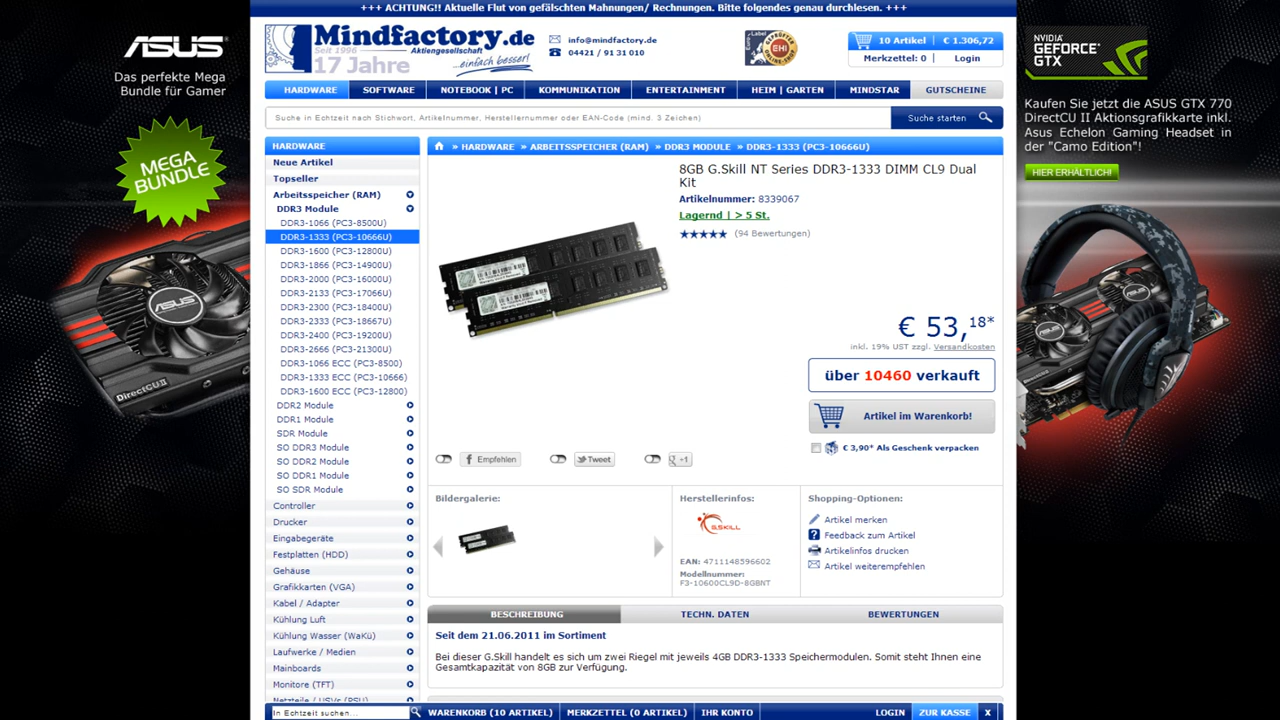 +++ ACHTUNG!! Aktuelle Flut von gefälschten Mahnungen/ Rechnungen. Bitte folgendes genau durchlesen. +++
ASUS
Das perfekte Mega
Bundle für Gamer
MEGA
BUNDLE
ASUS
DirectCU II
Mindfactory.de
Seit 1996
Aktiengesellschaft
17 Jahre
...einfach besser!
info@mindfactory.de
04421 / 91 31 010
EHI
10 Artikel
€ 1.306,72
Merkzettel: 0
Login
NVIDIA
GEFORCE
GTX
Kaufen Sie jetzt die ASUS GTX 770
DirectCU II Aktionsgrafikkarte inkl.
Asus Echelon Gaming Headset in
der "Camo Edition"!
HIER ERHÄLTLICH!
ASUS
HARDWARE
SOFTWARE
NOTEBOOK | PC
KOMMUNIKATION
ENTERTAINMENT
HEIM | GARTEN
MINDSTAR
GUTSCHEINE
Suche in Echtzeit nach Stichwort, Artikelnummer, Herstellernummer oder EAN-Code (mind. 3 Zeichen)
Suche starten
HARDWARE
Neue Artikel
Topseller
Arbeitsspeicher (RAM)
DDR3 Module
DDR3-1066 (PC3-8500U)
DDR3-1333 (PC3-10666U)
DDR3-1600 (PC3-12800U)
DDR3-1866 (PC3-14900U)
DDR3-2000 (PC3-16000U)
DDR3-2133 (PC3-17066U)
DDR3-2300 (PC3-18400U)
DDR3-2333 (PC3-18667U)
DDR3-2400 (PC3-19200U)
DDR3-2666 (PC3-21300U)
DDR3-1066 ECC (PC3-8500)
DDR3-1333 ECC (PC3-10666)
DDR3-1600 ECC (PC3-12800)
DDR2 Module
DDR1 Module
SDR Module
SO DDR3 Module
SO DDR2 Module
SO DDR1 Module
SO SDR Module
Controller
Drucker
Eingabegeräte
Festplatten (HDD)
Gehäuse
Grafikkarten (VGA)
Kabel / Adapter
Kühlung Luft
Kühlung Wasser (WaKü)
Laufwerke / Medien
Mainboards
Monitore (TFT)
Netzteile / USVs (PSU)
» HARDWARE » ARBEITSSPEICHER (RAM) » DDR3 MODULE » DDR3-1333 (PC3-10666U)
8GB G.Skill NT Series DDR3-1333 DIMM CL9 Dual
Kit
Artikelnummer: 8339067
Lagernd | > 5 St.
(94 Bewertungen)
€ 53,18*
inkl. 19% UST zzgl. Versandkosten
über 10460 verkauft
Artikel im Warenkorb!
€ 3,90* Als Geschenk verpacken
Empfehlen
Tweet
g +1
Bildergalerie:
Herstellerinfos:
G.SKILL
EAN: 4711148596602
Modellnummer:
F3-10600CL9D-8GBNT
Shopping-Optionen:
Artikel merken
Feedback zum Artikel
Artikelinfos drucken
Artikel weiterempfehlen
BESCHREIBUNG
TECHN. DATEN
BEWERTUNGEN
Seit dem 21.06.2011 im Sortiment
Bei dieser G.Skill handelt es sich um zwei Riegel mit jeweils 4GB DDR3-1333 Speichermodulen. Somit steht Ihnen eine
Gesamtkapazität von 8GB zur Verfügung.
In Echtzeit suchen...
WARENKORB (10 ARTIKEL)
MERKZETTEL (0 ARTIKEL)
IHR KONTO
LOGIN
ZUR KASSE
X